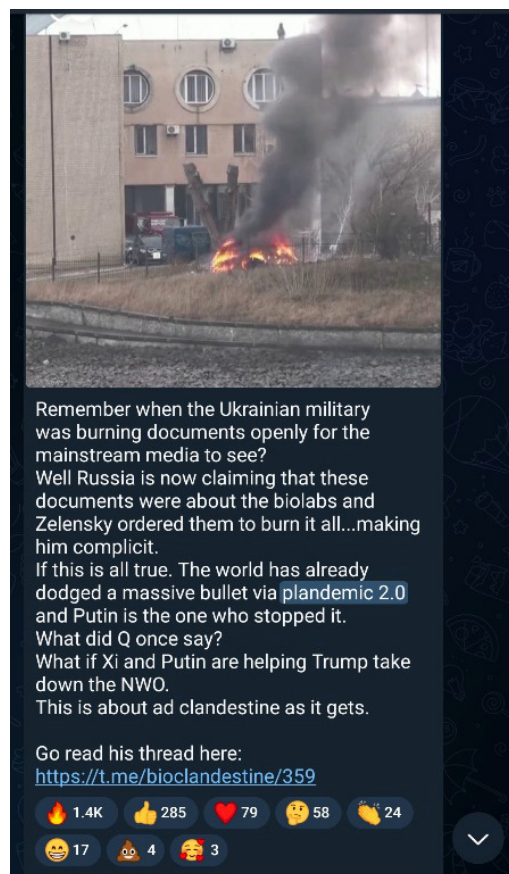 Remember when the Ukrainian military
was burning documents openly for the
mainstream media to see?
Well Russia is now claiming that these
documents were about the biolabs and
Zelensky ordered them to burn it all...making
him complicit.
If this is all true. The world has already
dodged a massive bullet via plandemic 2.0
and Putin is the one who stopped it.
What did Q once say?
What if Xi and Putin are helping Trump take
down the NWO.
This is about ad clandestine as it gets.
Go read his thread here:
https://t.me/bioclandestine/359
1.4K 285 79 58 24
17 4 3